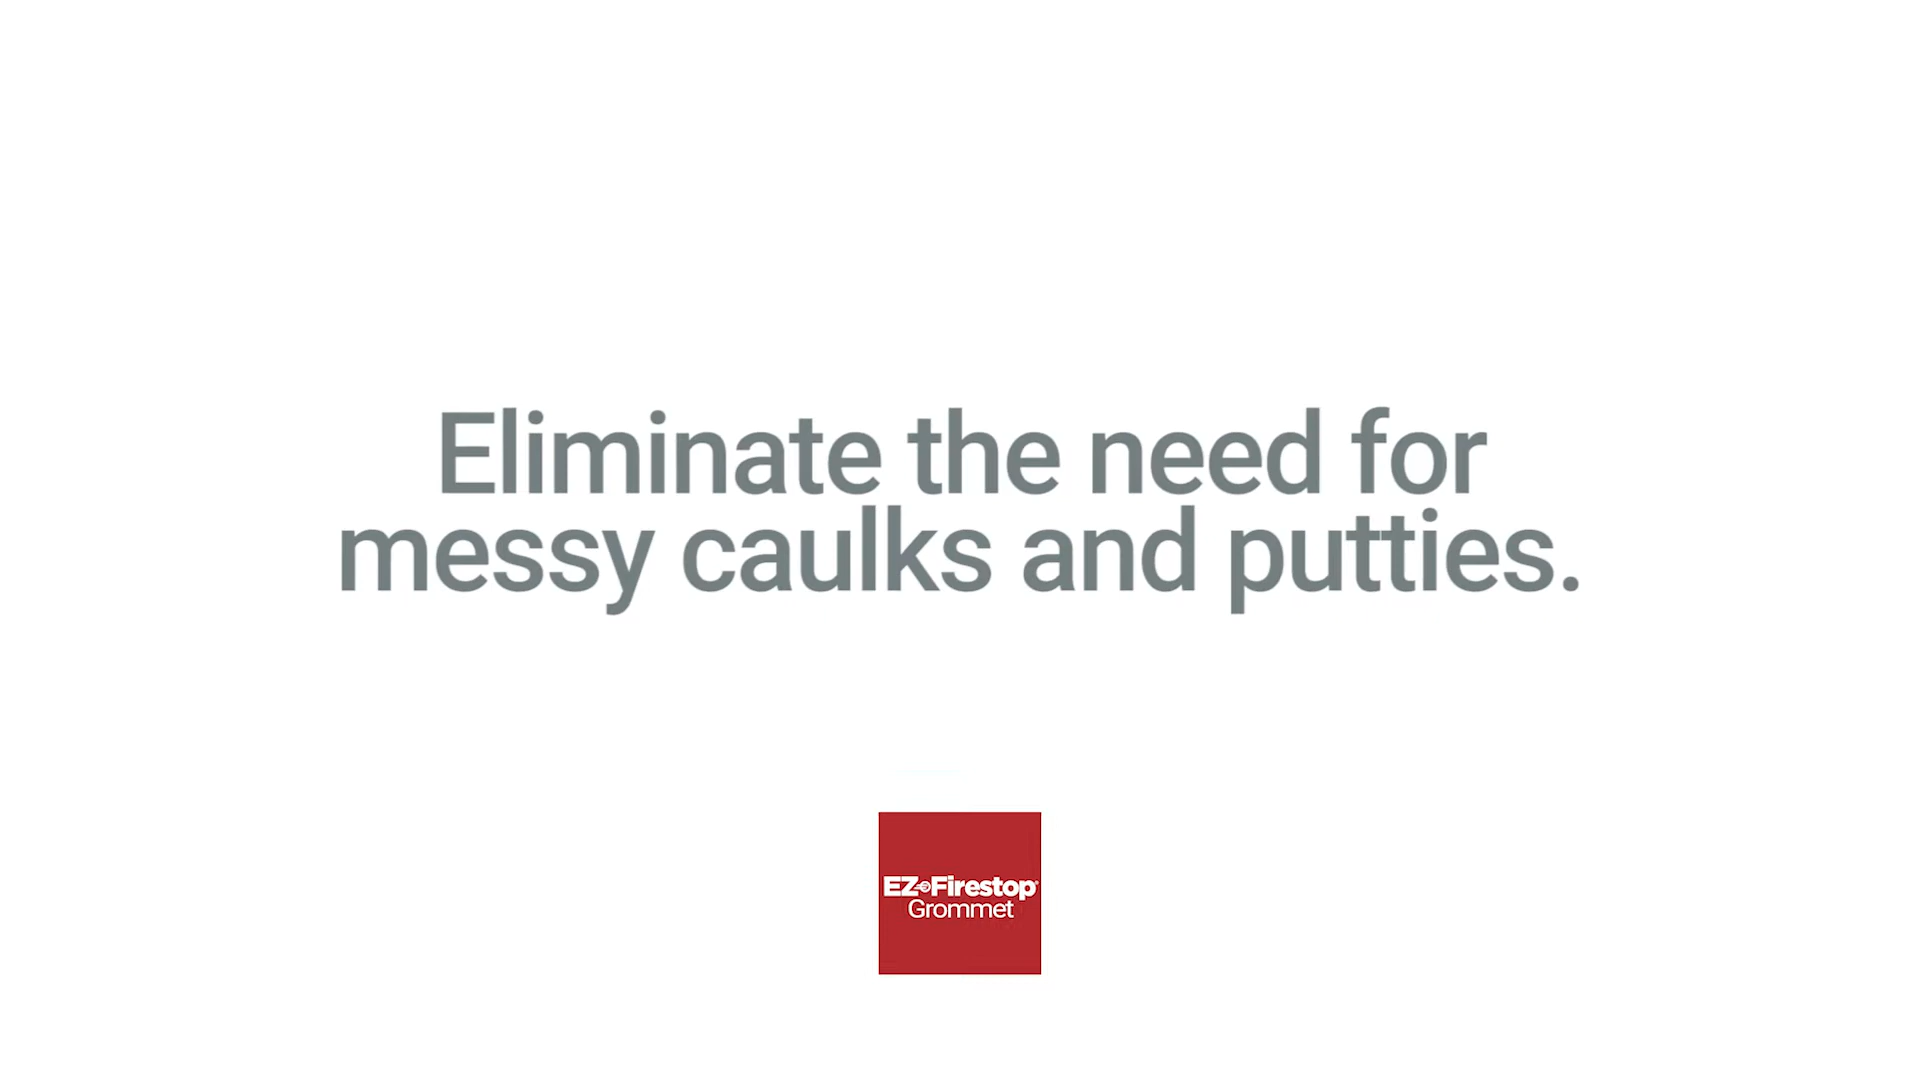 Eliminate the need for
messy caulks and putties.
EZ Firestop®
Grommet